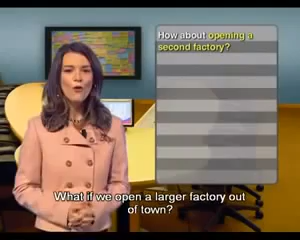 How about opening a
second factory?
What if we open a larger factory out
of town?